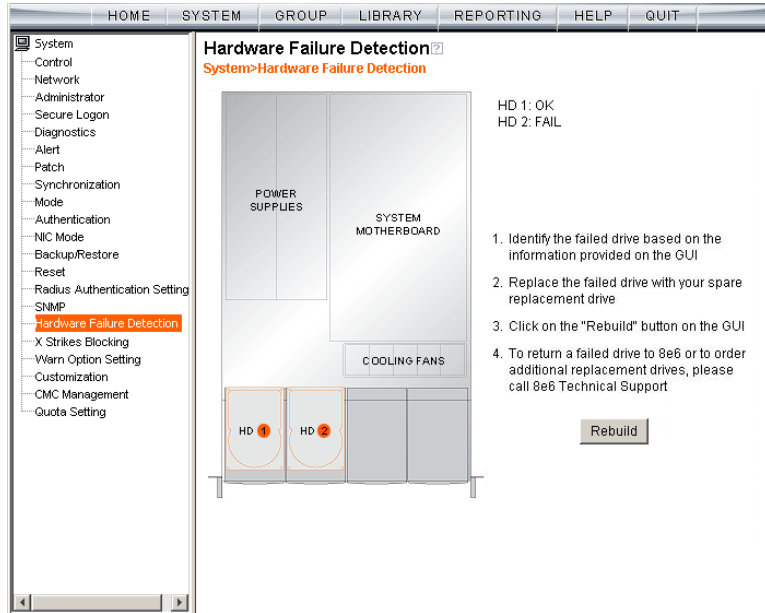 HOME SYSTEM GROUP LIBRARY REPORTING HELP QUIT
System
Control
Network
Administrator
Secure Logon
Diagnostics
Alert
Patch
Synchronization
Mode
Authentication
NIC Mode
Backup/Restore
Reset
Radius Authentication Setting
SNMP
Hardware Failure Detection
X Strikes Blocking
Warn Option Setting
Customization
CMC Management
Quota Setting
Hardware Failure Detection ?
System>Hardware Failure Detection
POWER
SUPPLIES
SYSTEM
MOTHERBOARD
COOLING FANS
HD 1
HD 2
HD 1: OK
HD 2: FAIL
1. Identify the failed drive based on the
information provided on the GUI
2. Replace the failed drive with your spare
replacement drive
3. Click on the "Rebuild" button on the GUI
4. To return a failed drive to 8e6 or to order
additional replacement drives, please
call 8e6 Technical Support
Rebuild